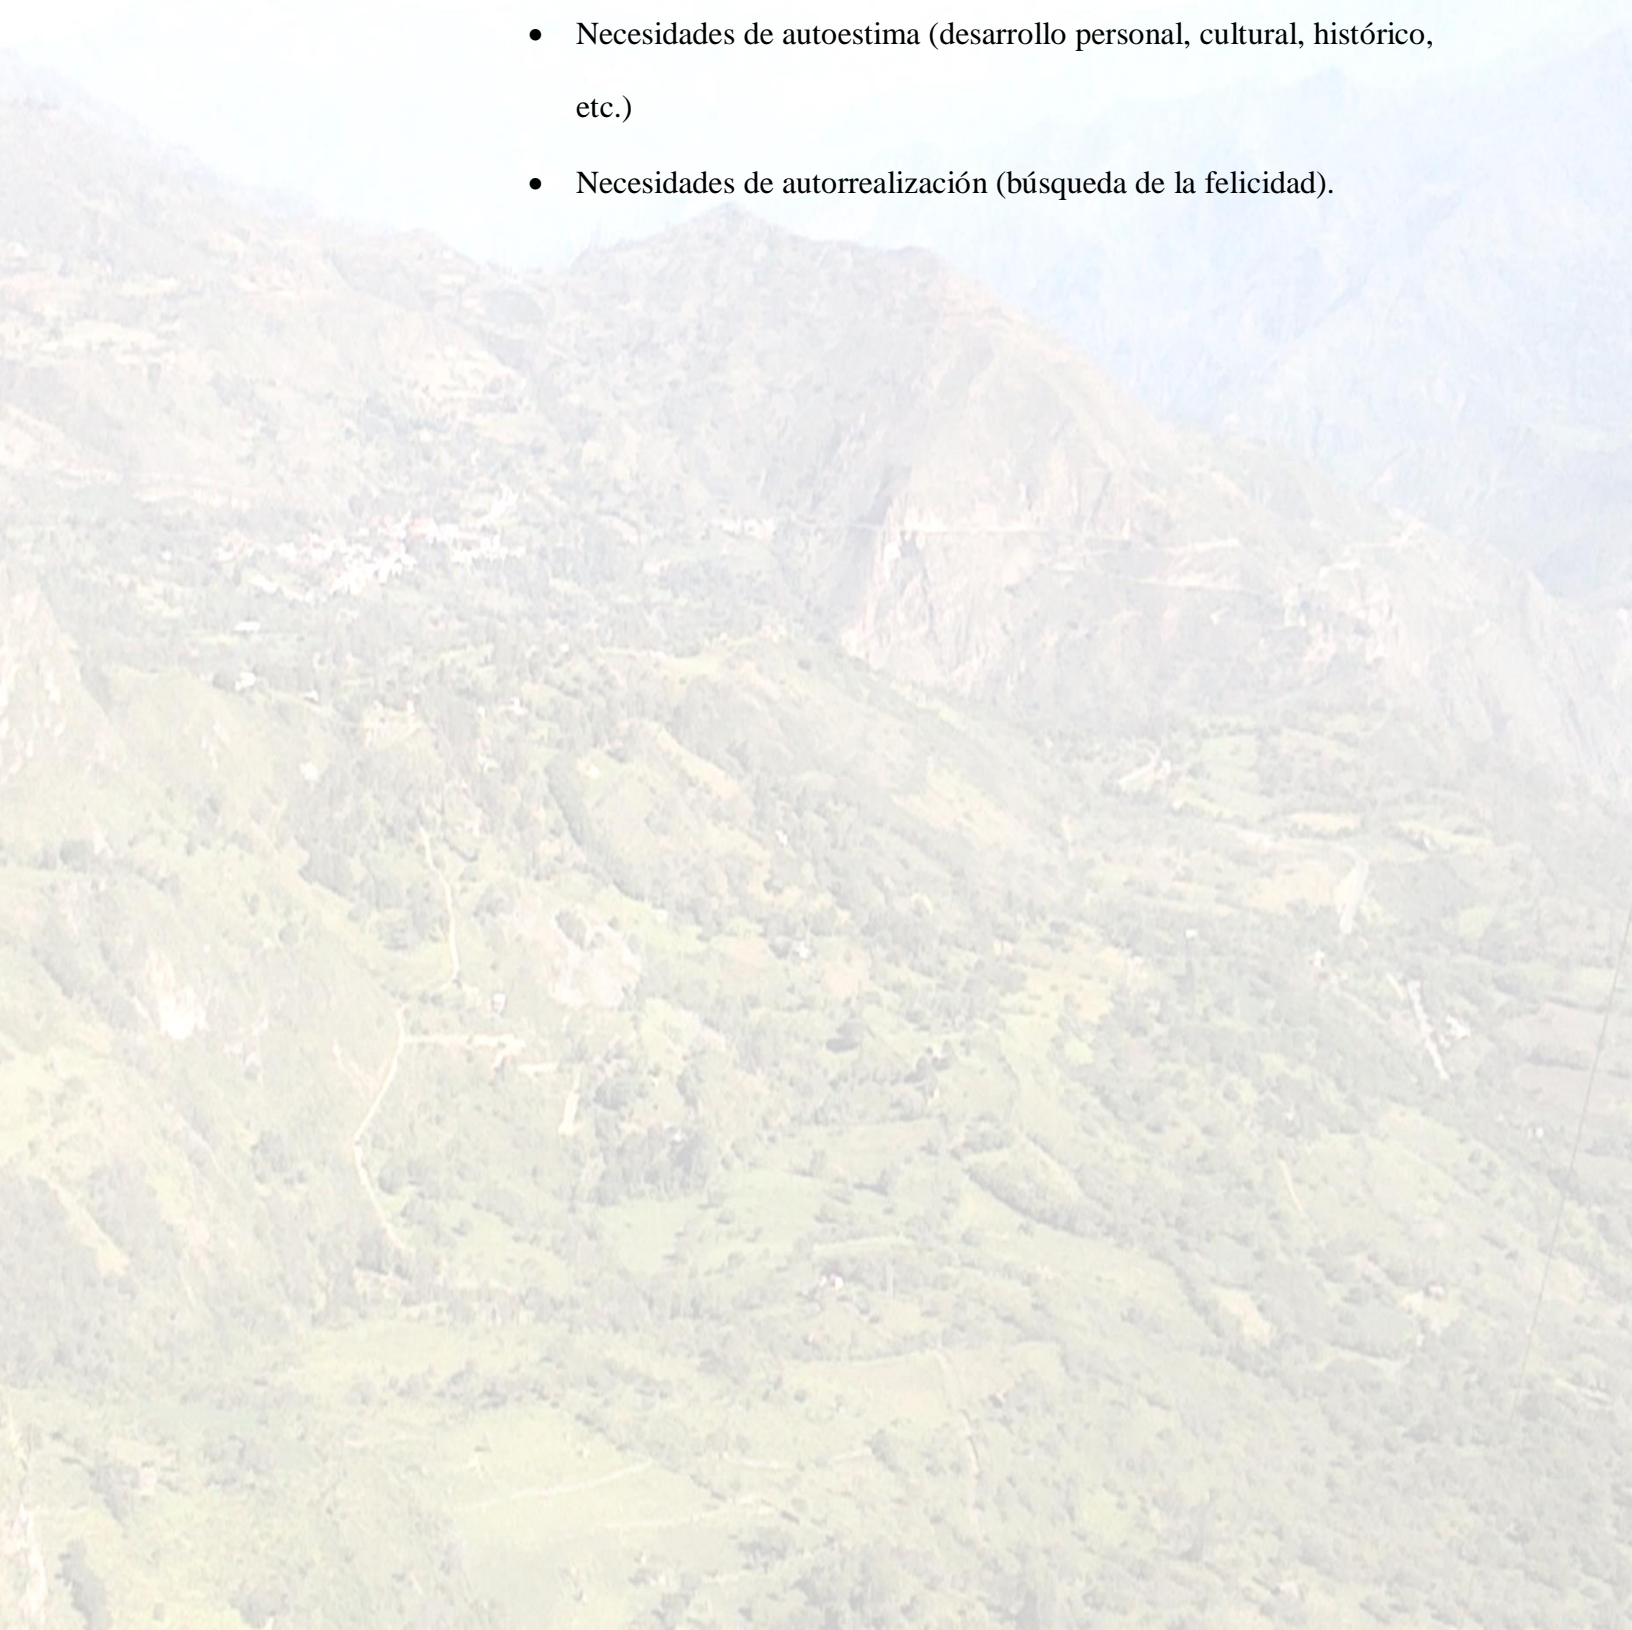 • Necesidades de autoestima (desarrollo personal, cultural, histórico,
etc.)
• Necesidades de autorrealización (búsqueda de la felicidad).